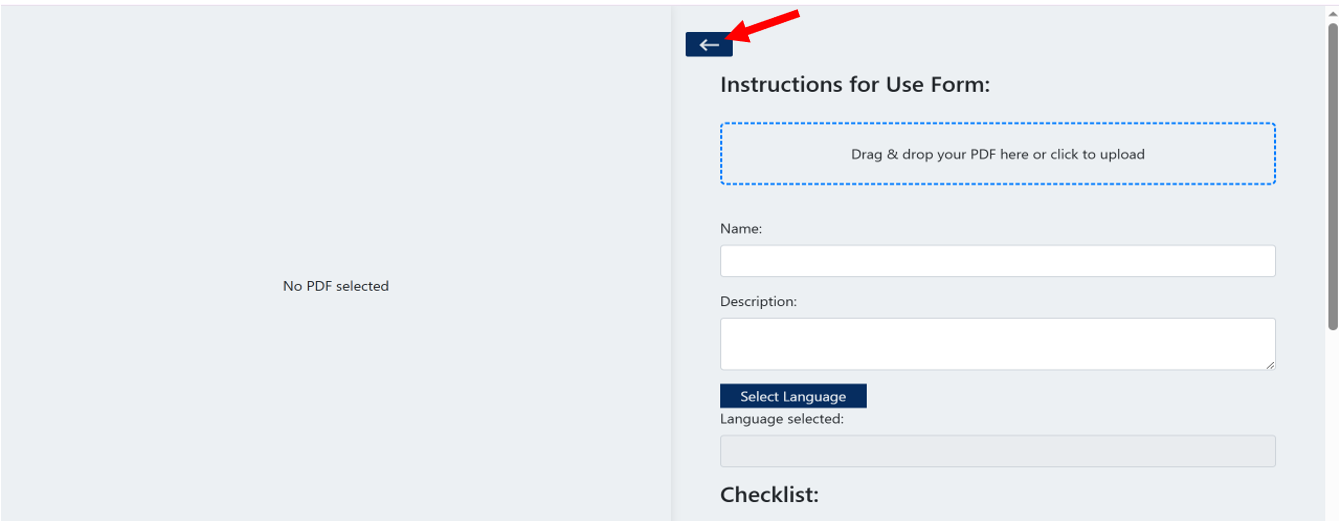 Instructions for Use Form:
Drag & drop your PDF here or click to upload
Name:
No PDF selected
Description:
Select Language
Language selected:
Checklist: